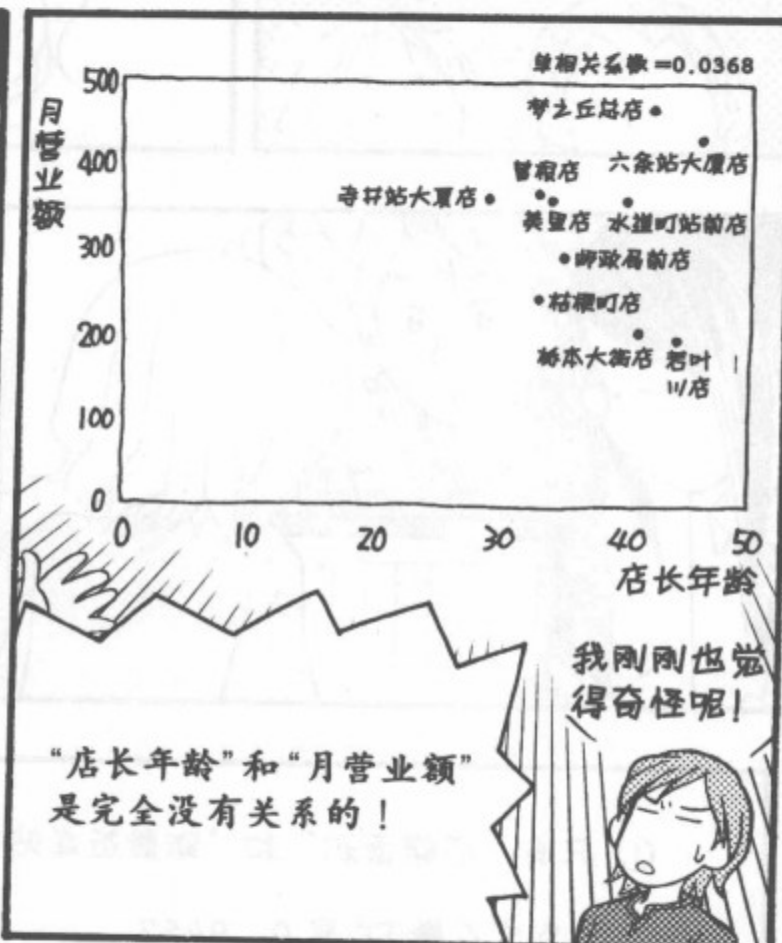 单相关系数=0.0368
月营业额
500
400
300
200
100
0
0 10 20 30 40 50
店长年龄
梦之丘总店
六条站大厦店
曾根店
寺井站大厦店
美里店
水道町站前店
邮政局前店
桔梗町店
桥本大街店
若叶
川店
我刚刚也觉
得奇怪呢！
“店长年龄”和“月营业额”
是完全没有关系的！